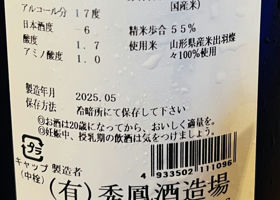 国産米)
アルコール分 17度
日本酒度 -6 精米歩合 55%
酸度 1.7 使用米 山形県産米出羽燦
アミノ酸度 1.0 々100%使用
製造年月 2025.05
保存方法 冷暗所にて保存して下さい
①お酒は20歳になってから、おいしく適量を。
②妊娠中、授乳期の飲酒は気をつけましょう。
プラ
キャップ
(中栓)
4933502111096
製造者
(有)秀鳳酒造場